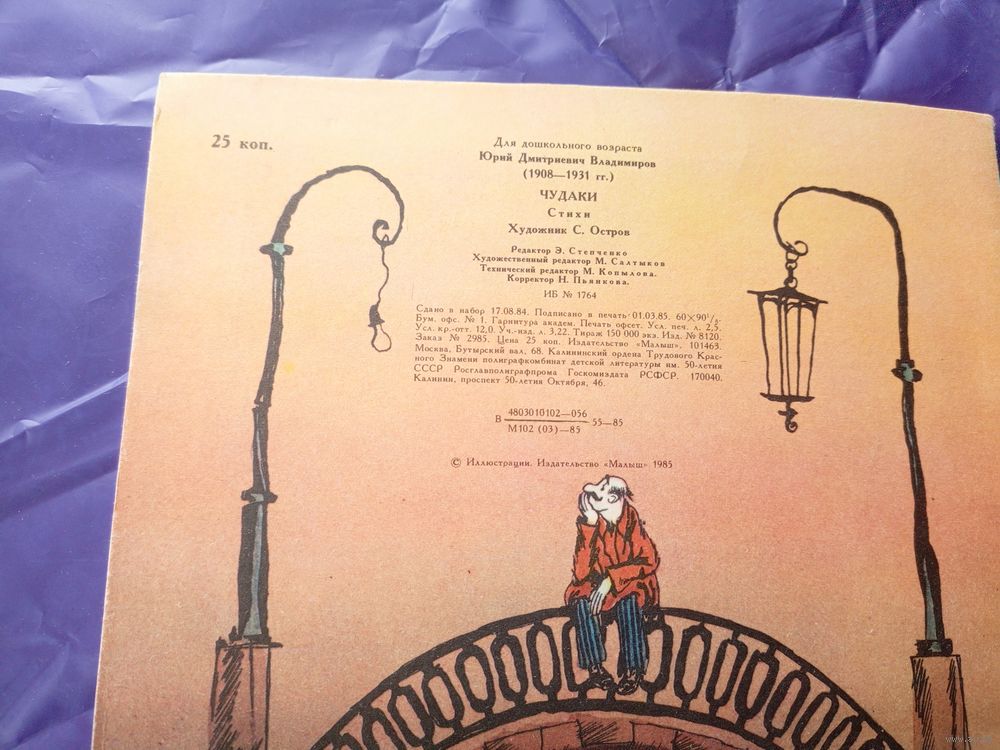 25 коп.
Для дошкольного возраста
Юрий Дмитриевич Владимиров
(1908—1931 гг.)
ЧУДАКИ
Стихи
Художник С. Остров
Редактор Э. Степченко
Художественный редактор М. Салтыков
Технический редактор М. Копылова.
Корректор Н. Пьянкова.
ИБ № 1764
Сдано в набор 17.08.84. Подписано в печать 01.03.85. 60×90¹/₈.
Бум. офс. № 1. Гарнитура академ. Печать офсет. Усл. печ. л. 2,5.
Усл. кр.-отт. 12,0. Уч.-изд. л. 3,22. Тираж 150 000 экз. Изд. № 8120.
Заказ № 2985. Цена 25 коп. Издательство «Малыш», 101463.
Москва, Бутырский вал, 68. Калининский ордена Трудового Крас-
ного Знамени полиграфкомбинат детской литературы им. 50-летия
СССР Росглавполиграфпрома Госкомиздата РСФСР. 170040.
Калинин, проспект 50-летия Октября, 46.
4803010102—056
В 55—85
М102 (03)—85
© Иллюстрации. Издательство «Малыш» 1985